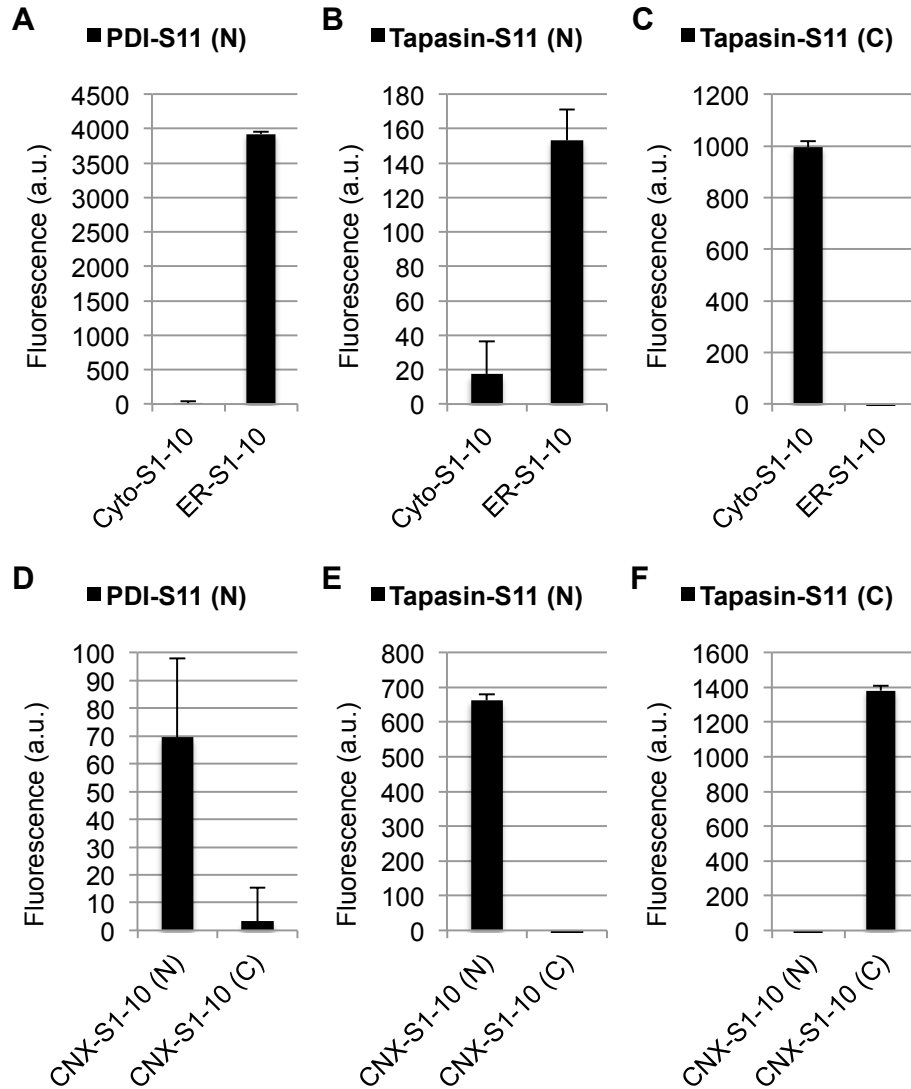 A
PDI-S11 (N)
Fluorescence (a.u.)
4500
4000
3500
3000
2500
2000
1500
1000
500
0
Cyto-S1-10
ER-S1-10
B
Tapasin-S11 (N)
Fluorescence (a.u.)
180
160
140
120
100
80
60
40
20
0
Cyto-S1-10
ER-S1-10
C
Tapasin-S11 (C)
Fluorescence (a.u.)
1200
1000
800
600
400
200
0
Cyto-S1-10
ER-S1-10
D
PDI-S11 (N)
Fluorescence (a.u.)
100
90
80
70
60
50
40
30
20
10
0
CNX-S1-10 (N)
CNX-S1-10 (C)
E
Tapasin-S11 (N)
Fluorescence (a.u.)
800
700
600
500
400
300
200
100
0
CNX-S1-10 (N)
CNX-S1-10 (C)
F
Tapasin-S11 (C)
Fluorescence (a.u.)
1600
1400
1200
1000
800
600
400
200
0
CNX-S1-10 (N)
CNX-S1-10 (C)